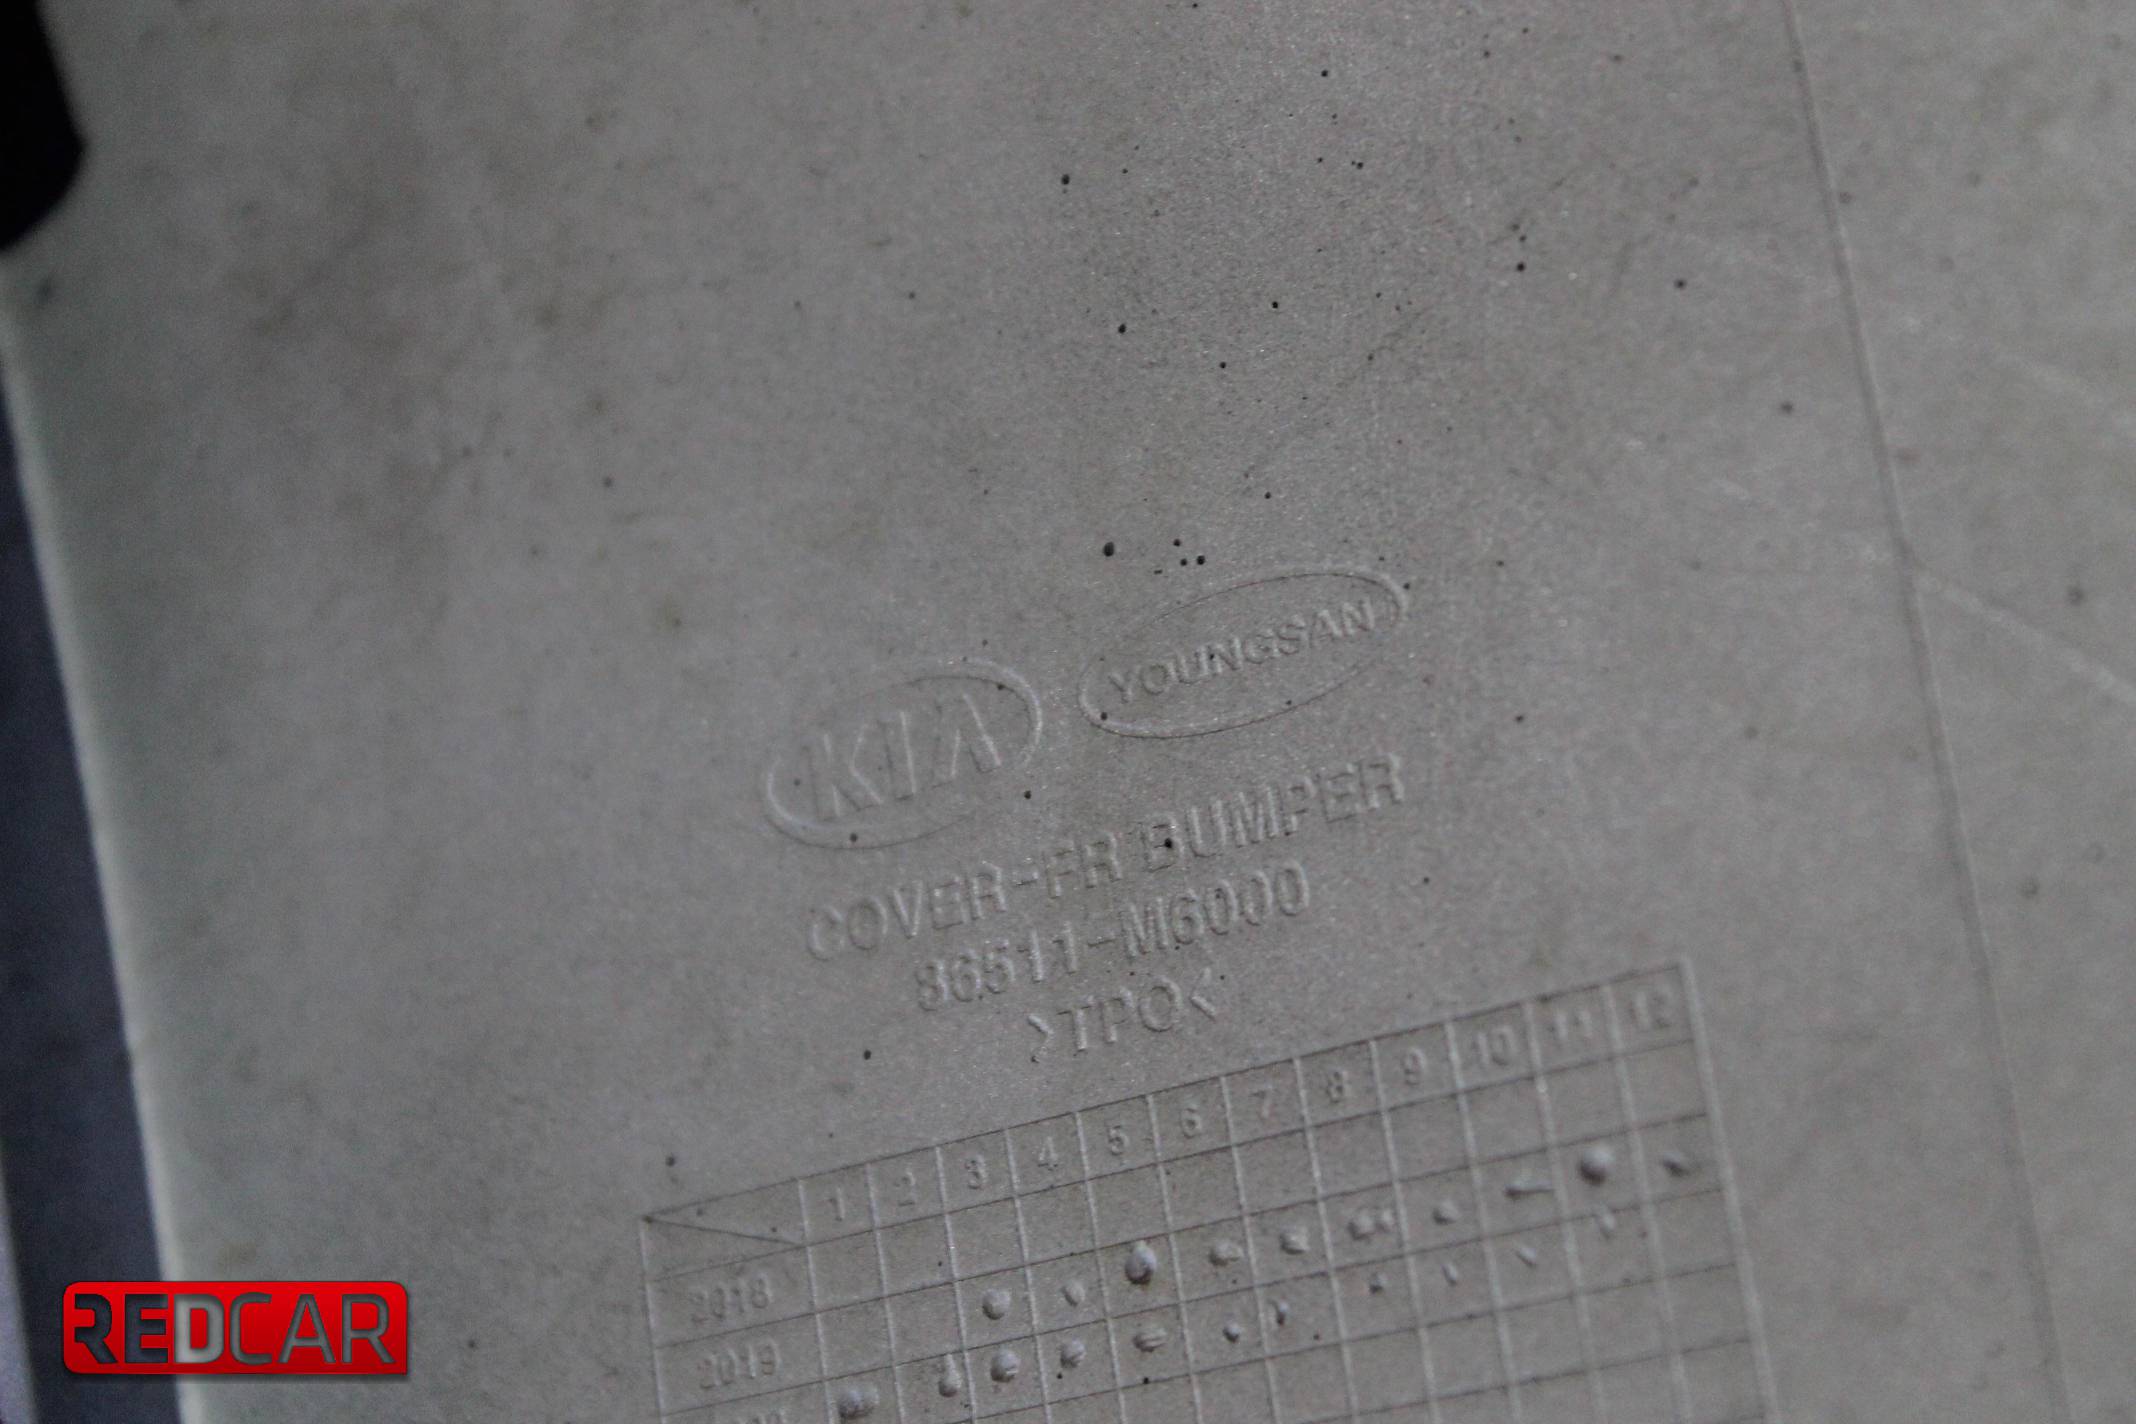 KIA YOUNGSAN
COVER-FR BUMPER
86511-M6000
>TPO<
1 2 3 4 5 6 7 8 9 10 11 12
2018
2019
REDCAR